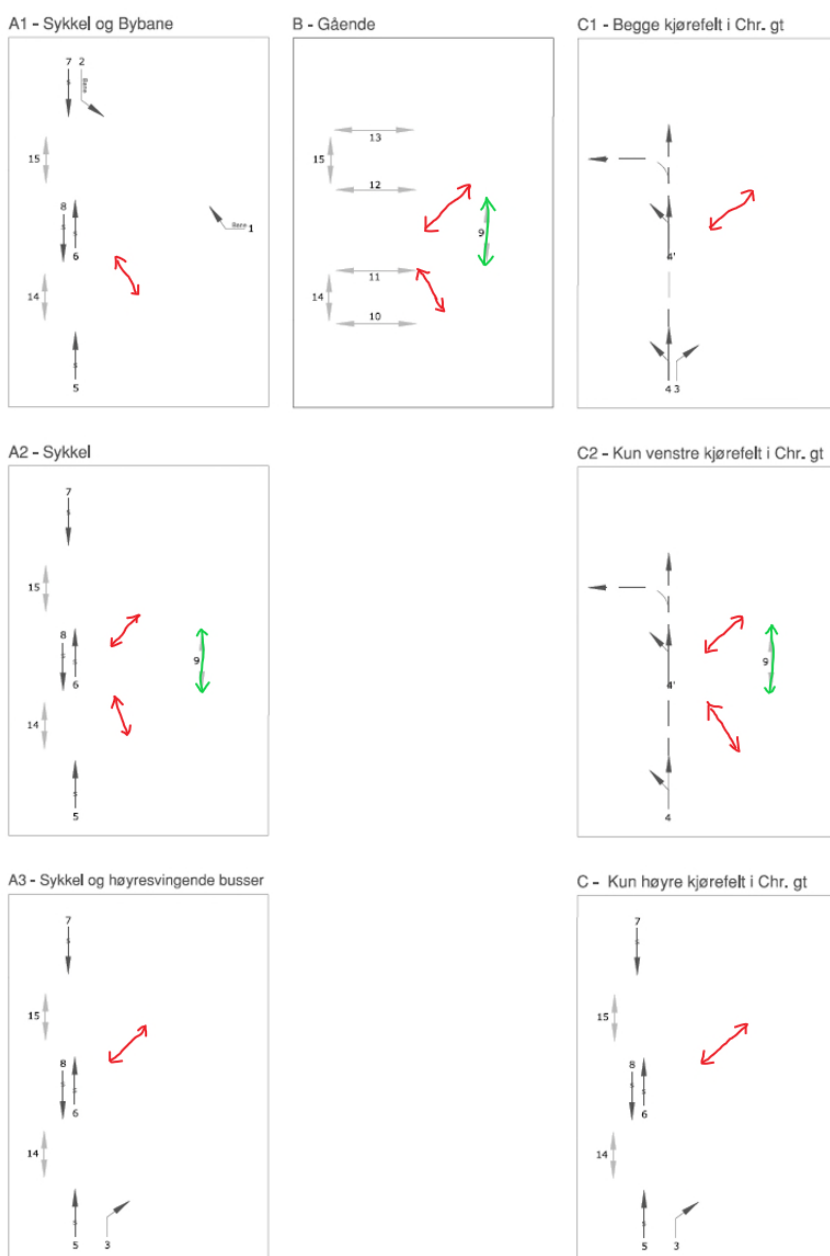 A1 - Sykkel og Bybane
7 2
s
Bane
15
8
s
s
6
Bane 1
14
s
5
B - Gående
13
15
12
9
11
14
10
C1 - Begge kjørefelt i Chr. gt
4'
4 3
A2 - Sykkel
7
s
15
8
s
s
6
9
14
s
5
C2 - Kun venstre kjørefelt i Chr. gt
9
4'
4
A3 - Sykkel og høyresvingende busser
7
s
15
8
s
s
6
14
s
5 3
C - Kun høyre kjørefelt i Chr. gt
7
s
15
8
s
s
6
14
s
5 3